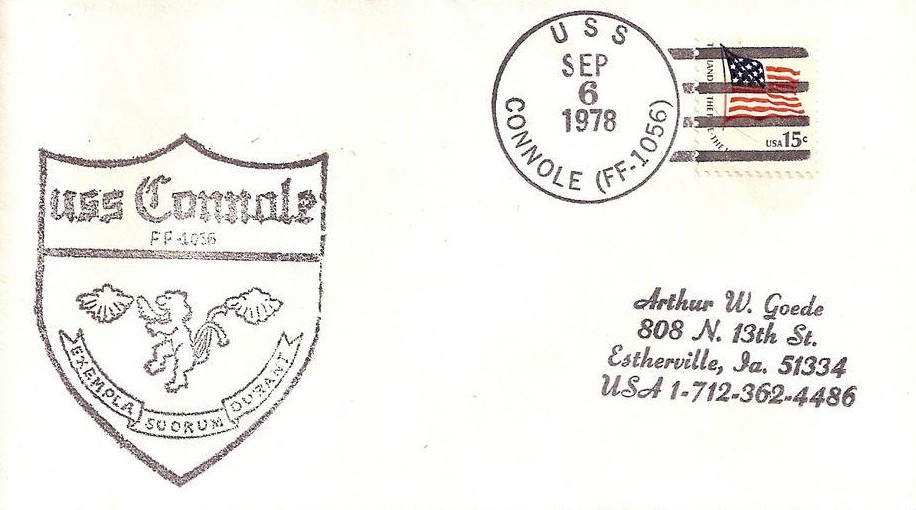 USS
SEP
6
1978
CONNOLE (FF-1056)
USA 15c
uss Connole
FF-1056
EXEMPLA SUORUM DURANT
Arthur W. Goede
808 N. 13th St.
Estherville, Ia. 51334
USA 1-712-362-4486